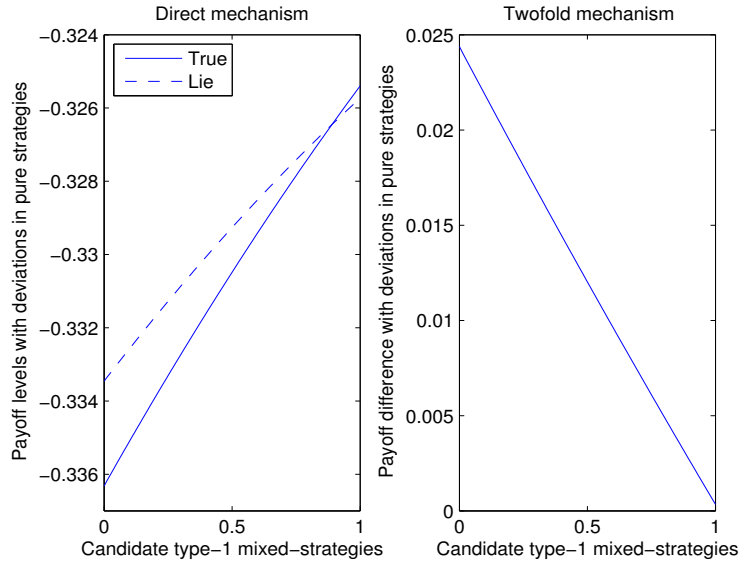 Direct mechanism
Payoff levels with deviations in pure strategies
−0.324
−0.326
−0.328
−0.33
−0.332
−0.334
−0.336
True
Lie
0
0.5
1
Candidate type−1 mixed−strategies
Twofold mechanism
Payoff difference with deviations in pure strategies
0.025
0.02
0.015
0.01
0.005
0
0
0.5
1
Candidate type−1 mixed−strategies